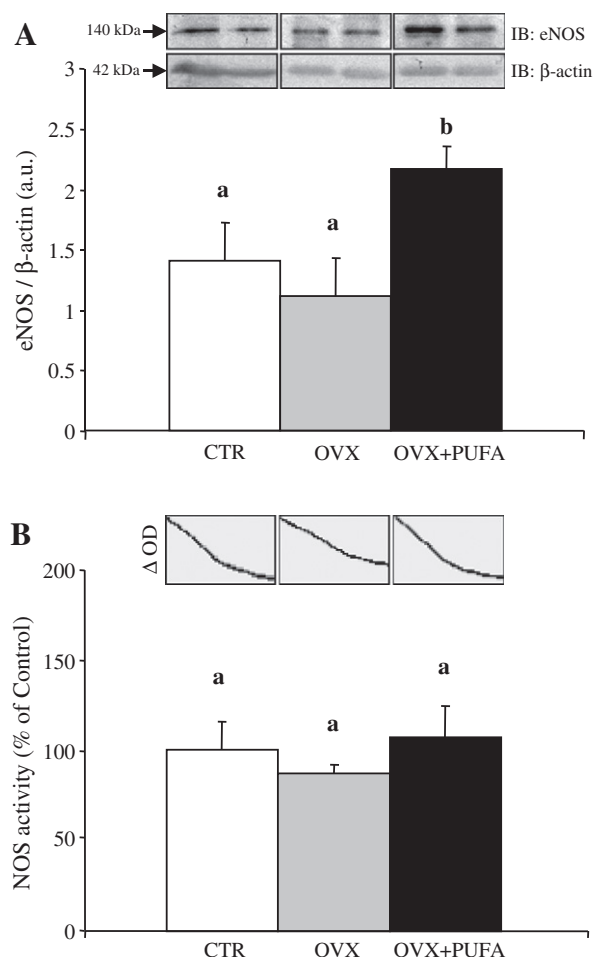 A
140 kDa
IB: eNOS
42 kDa
IB: β-actin
3
2.5
2
1.5
1
0.5
0
eNOS / β-actin (a.u.)
a
a
b
CTR
OVX
OVX+PUFA
B
Δ OD
200
150
100
50
0
NOS activity (% of Control)
a
a
a
CTR
OVX
OVX+PUFA